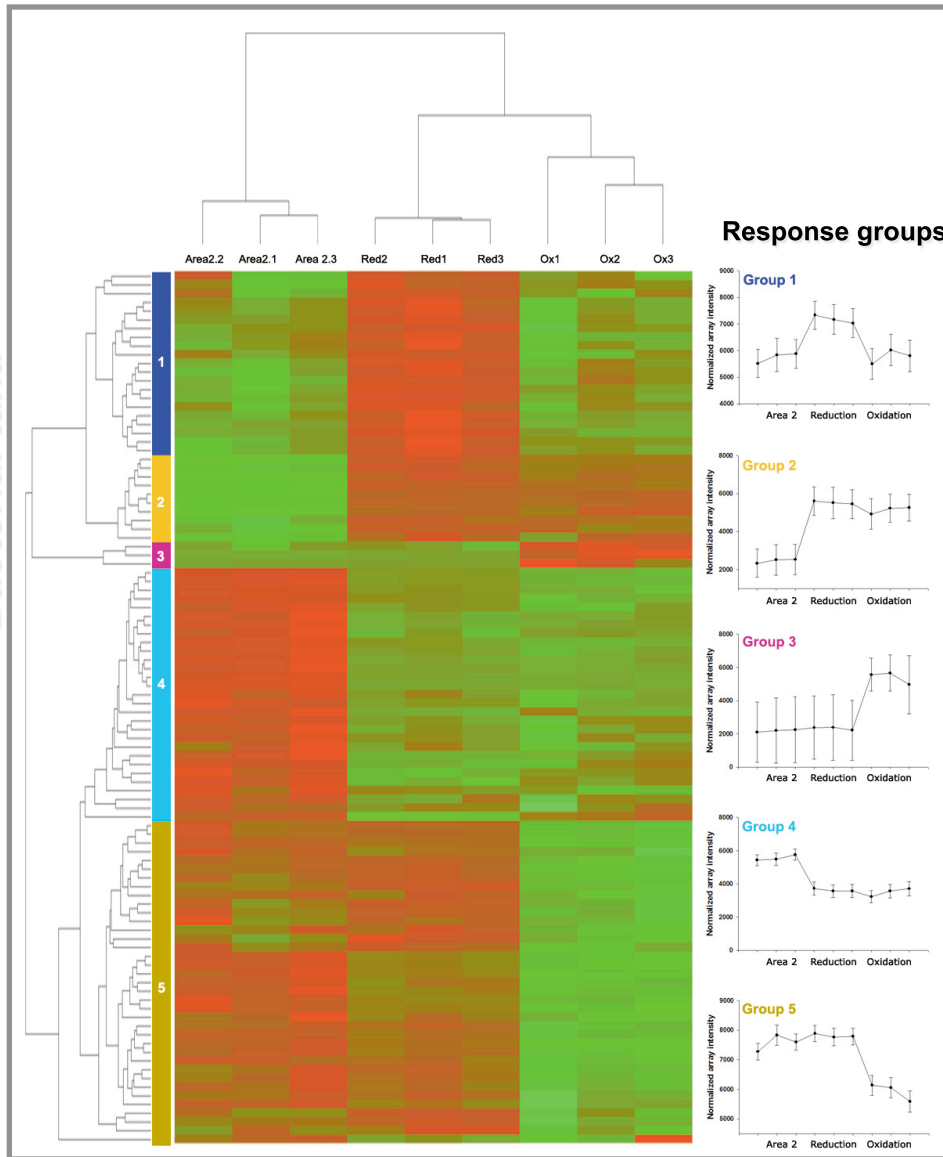 Area2.2 Area2.1 Area 2.3 Red2 Red1 Red3 Ox1 Ox2 Ox3
1
2
3
4
5
Response groups
Group 1
Normalized array intensity
9000
8000
7000
6000
5000
4000
Area 2 Reduction Oxidation
Group 2
Normalized array intensity
8000
6000
4000
2000
Area 2 Reduction Oxidation
Group 3
Normalized array intensity
8000
6000
4000
2000
0
Area 2 Reduction Oxidation
Group 4
Normalized array intensity
8000
6000
4000
2000
0
Area 2 Reduction Oxidation
Group 5
Normalized array intensity
9000
8000
7000
6000
Area 2 Reduction Oxidation